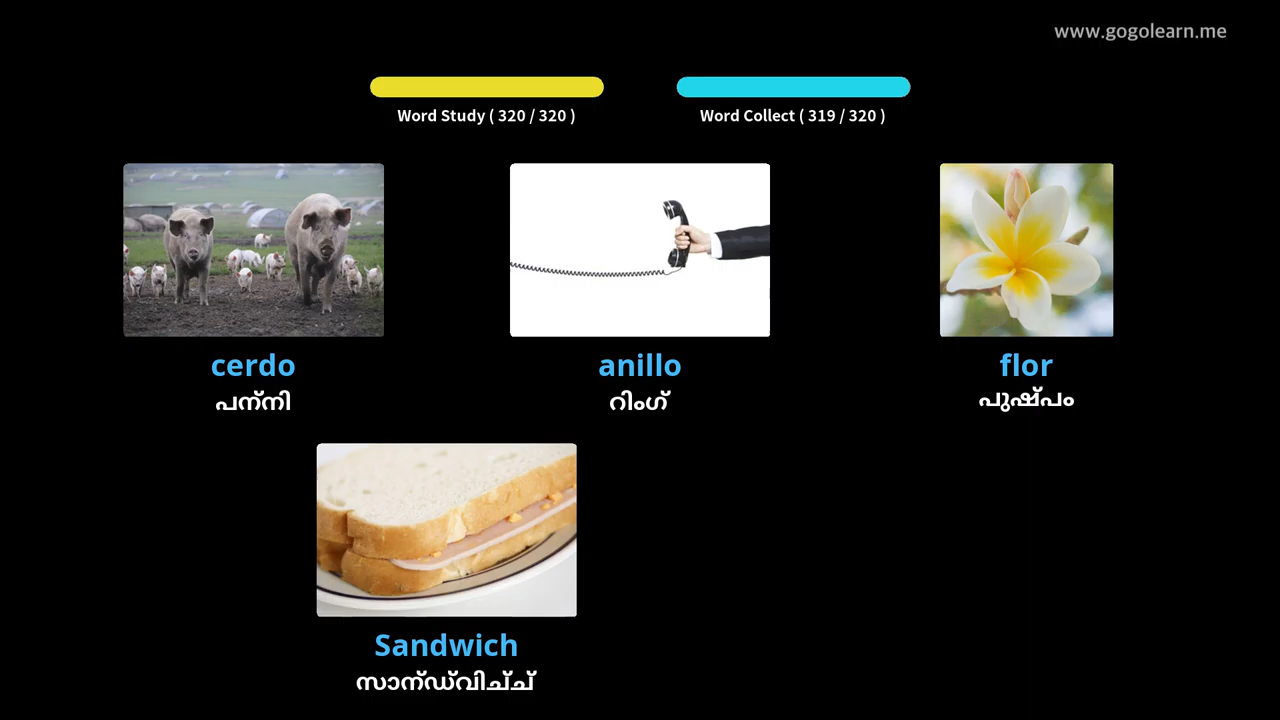 www.gogolearn.me
Word Study ( 320 / 320 )
Word Collect ( 319 / 320 )
cerdo
anillo
flor
പന്നി
റിംഗ്
പുഷ്പം
Sandwich
സാന്ഡ്വിച്ച്